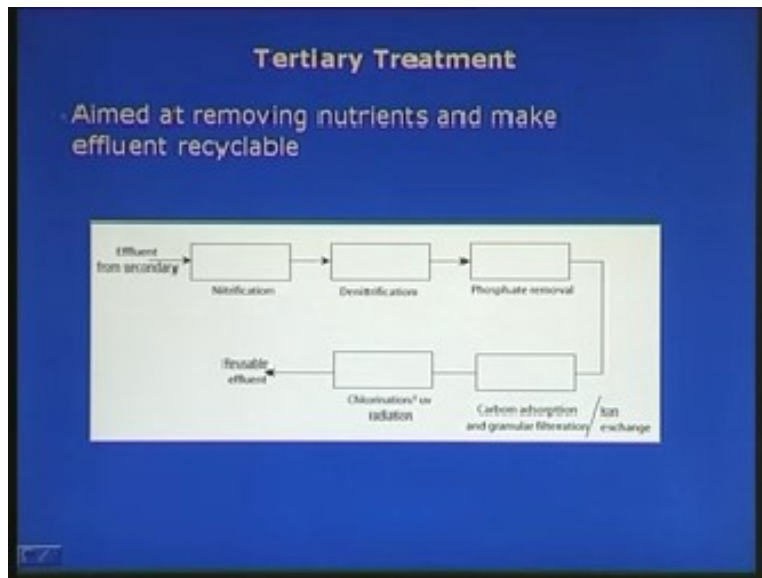 Tertiary Treatment
Aimed at removing nutrients and make
effluent recyclable
Effluent
from secondary
Nitrification
Denitrification
Phosphate removal
Reusable
effluent
Chlorination/ uv
radiation
Carbon adsorption
and granular filteration/
Ion
exchange